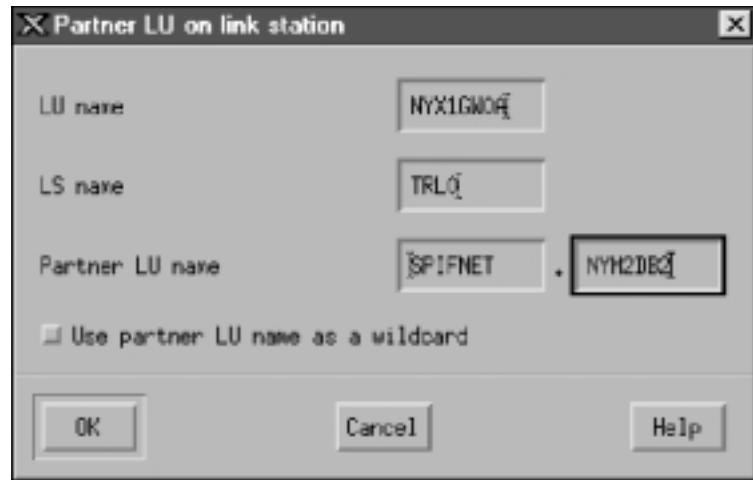 Partner LU on link station
LU name NYX1GW0A
LS name TRL0
Partner LU name SPIFNET . NYM2DB2
Use partner LU name as a wildcard
OK Cancel Help